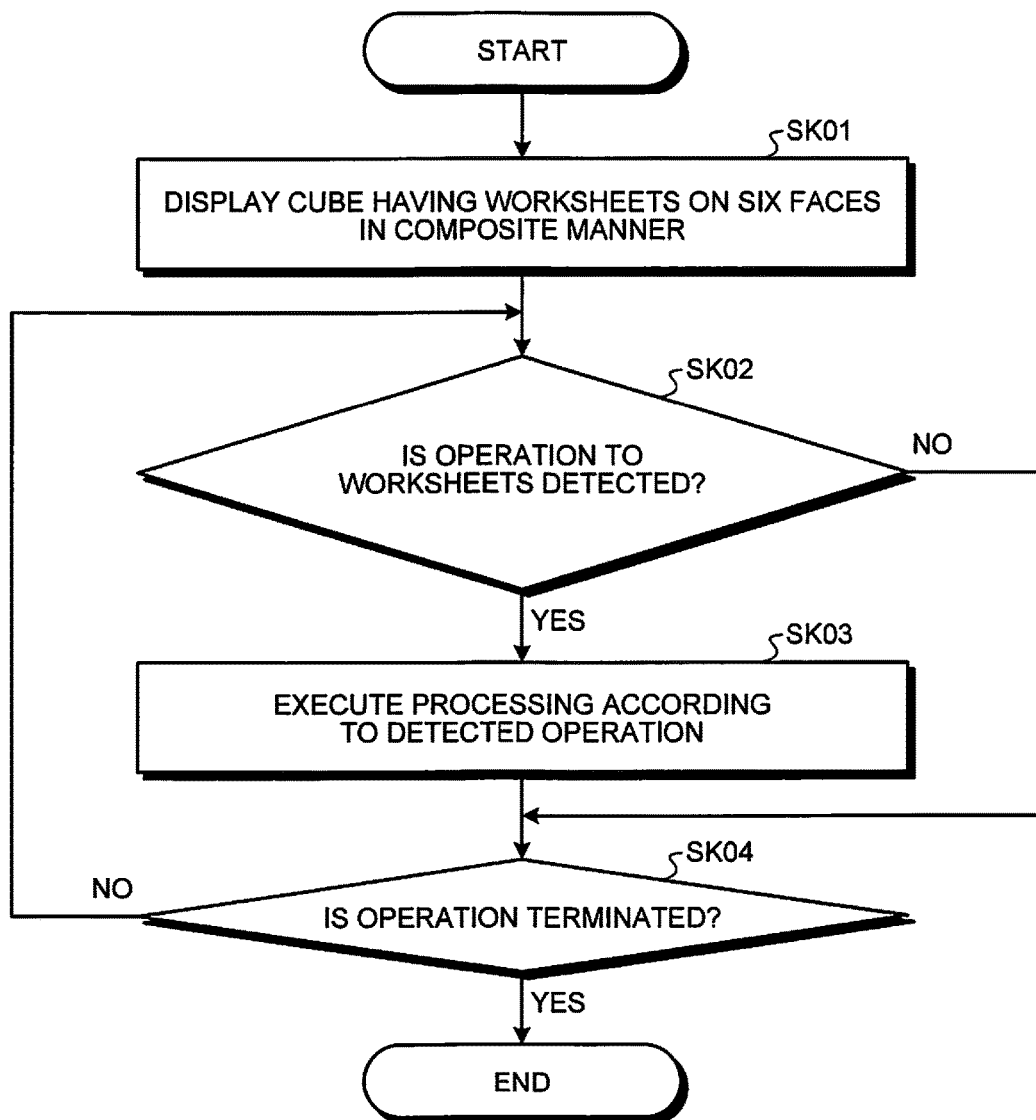 START
SK01
DISPLAY CUBE HAVING WORKSHEETS ON SIX FACES
IN COMPOSITE MANNER
SK02
IS OPERATION TO
WORKSHEETS DETECTED?
NO
YES
SK03
EXECUTE PROCESSING ACCORDING
TO DETECTED OPERATION
SK04
NO
IS OPERATION TERMINATED?
YES
END